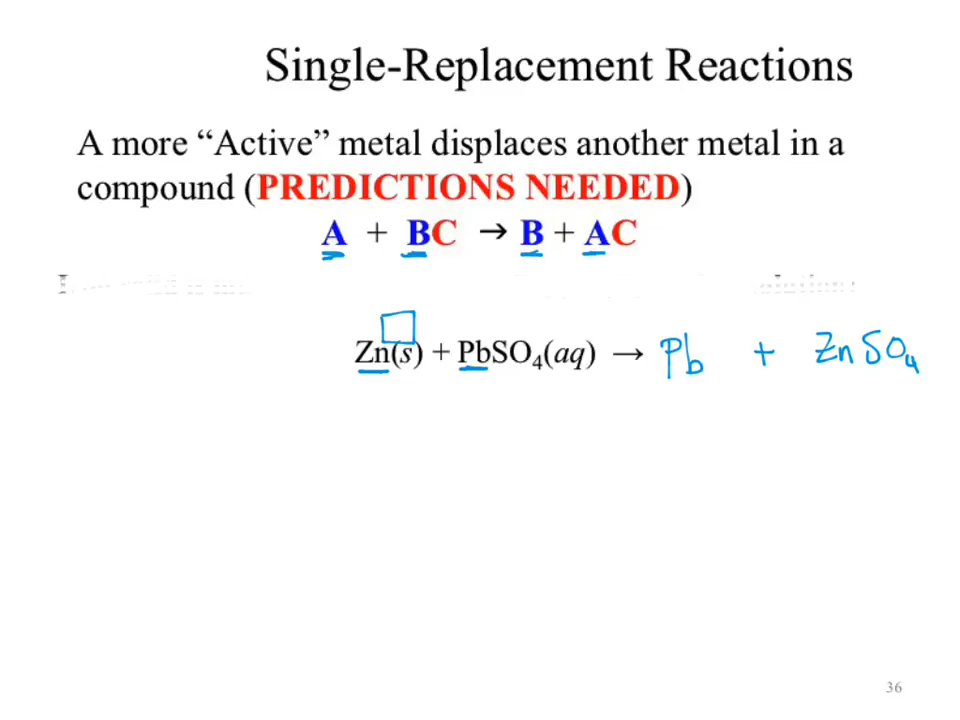 Single-Replacement Reactions
A more “Active” metal displaces another metal in a
compound (PREDICTIONS NEEDED)
A + BC → B + AC
Zn(s) + PbSO₄(aq) → Pb + ZnSO₄
36